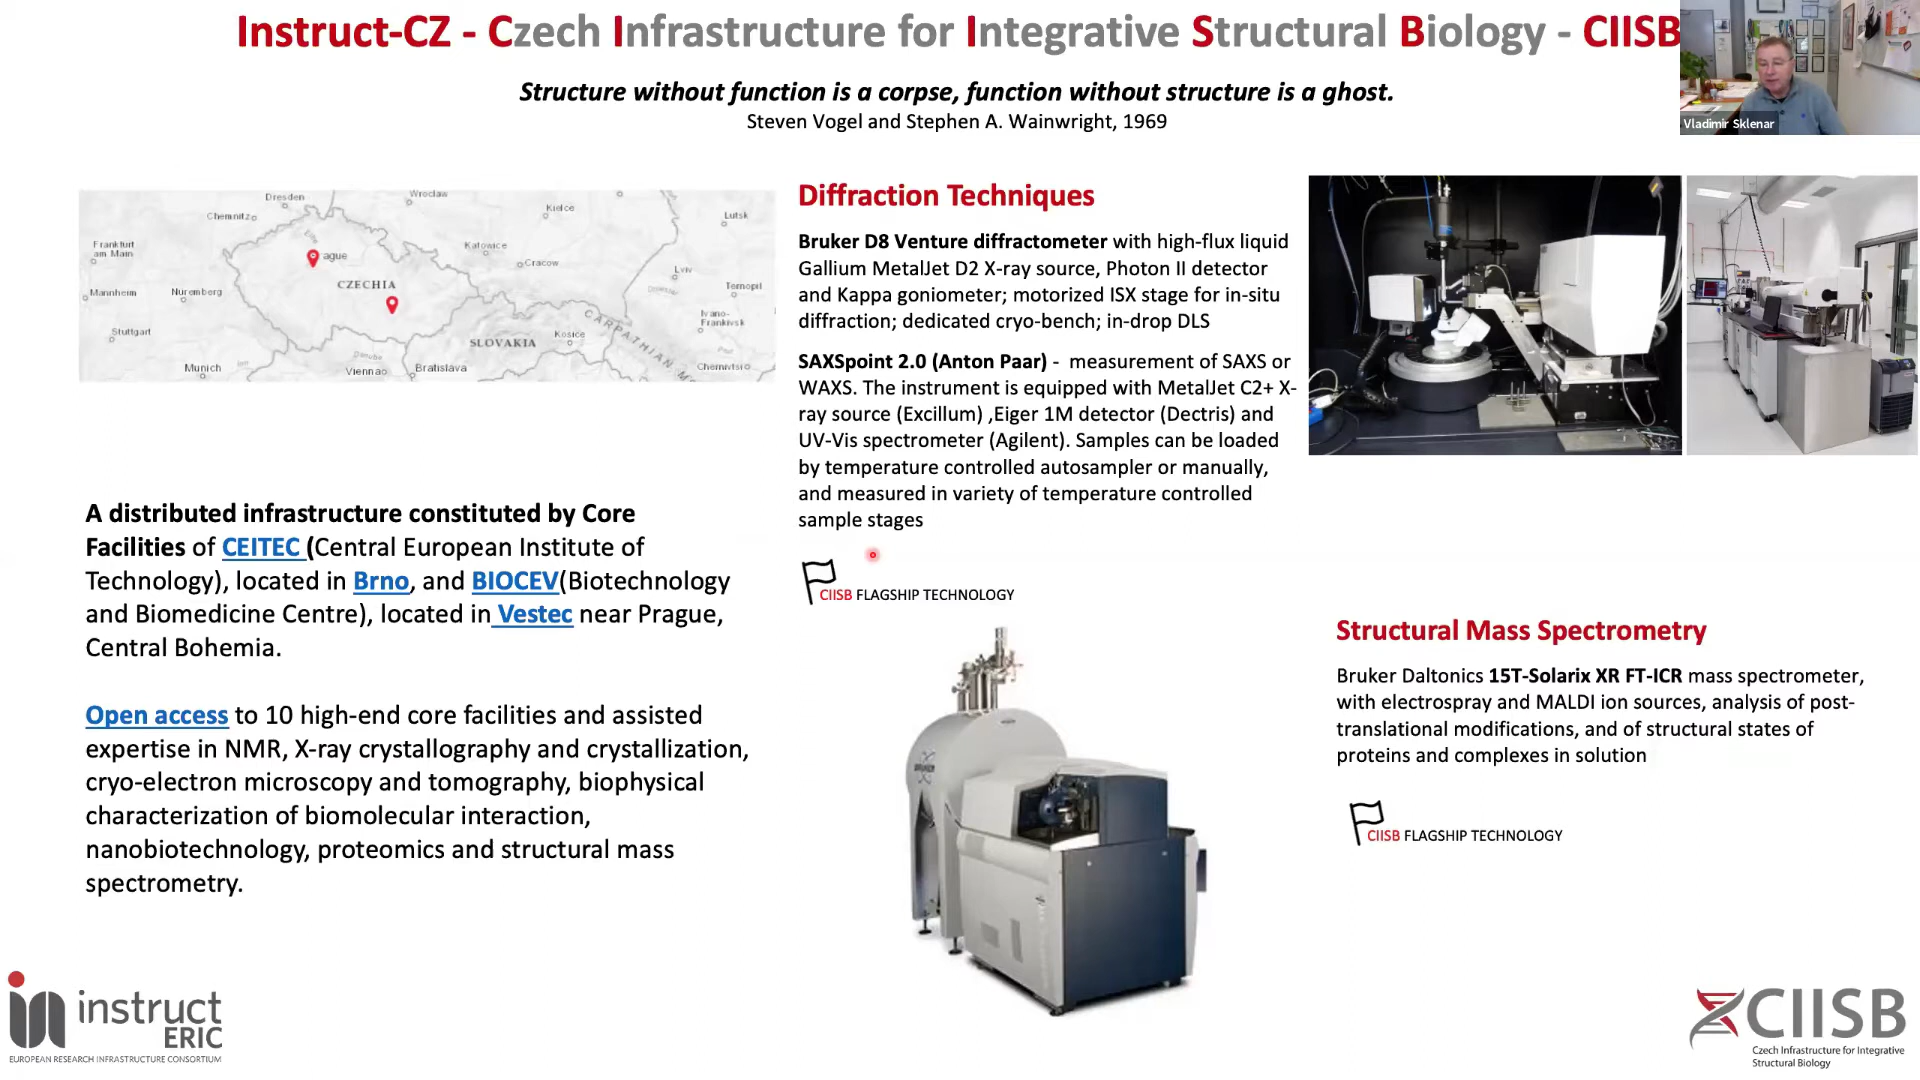 Instruct-CZ - Czech Infrastructure for Integrative Structural Biology - CIISB
Structure without function is a corpse, function without structure is a ghost.
Steven Vogel and Stephen A. Wainwright, 1969
Vladimir Sklenar
Dresden
Wroclaw
Chemnitz
Kielce
Lutsk
Frankfurt
am Main
Katowice
ague
Cracow
Lviv
CZECHIA
Mannheim
Nuremberg
Ternopil
Stuttgart
Ivano-
Frankivsk
Kosice
SLOVAKIA
CARPATHIAN M
Danube
Munich
Inn
Vienna
Bratislava
Chernivtsi
A distributed infrastructure constituted by Core
Facilities of CEITEC (Central European Institute of
Technology), located in Brno, and BIOCEV(Biotechnology
and Biomedicine Centre), located in Vestec near Prague,
Central Bohemia.
Open access to 10 high-end core facilities and assisted
expertise in NMR, X-ray crystallography and crystallization,
cryo-electron microscopy and tomography, biophysical
characterization of biomolecular interaction,
nanobiotechnology, proteomics and structural mass
spectrometry.
Diffraction Techniques
Bruker D8 Venture diffractometer with high-flux liquid
Gallium MetalJet D2 X-ray source, Photon II detector
and Kappa goniometer; motorized ISX stage for in-situ
diffraction; dedicated cryo-bench; in-drop DLS
SAXSpoint 2.0 (Anton Paar) - measurement of SAXS or
WAXS. The instrument is equipped with MetalJet C2+ X-
ray source (Excillum) ,Eiger 1M detector (Dectris) and
UV-Vis spectrometer (Agilent). Samples can be loaded
by temperature controlled autosampler or manually,
and measured in variety of temperature controlled
sample stages
CIISB FLAGSHIP TECHNOLOGY
Structural Mass Spectrometry
Bruker Daltonics 15T-Solarix XR FT-ICR mass spectrometer,
with electrospray and MALDI ion sources, analysis of post-
translational modifications, and of structural states of
proteins and complexes in solution
CIISB FLAGSHIP TECHNOLOGY
instruct
ERIC
EUROPEAN RESEARCH INFRASTRUCTURE CONSORTIUM
CIISB
Czech Infrastructure for Integrative
Structural Biology